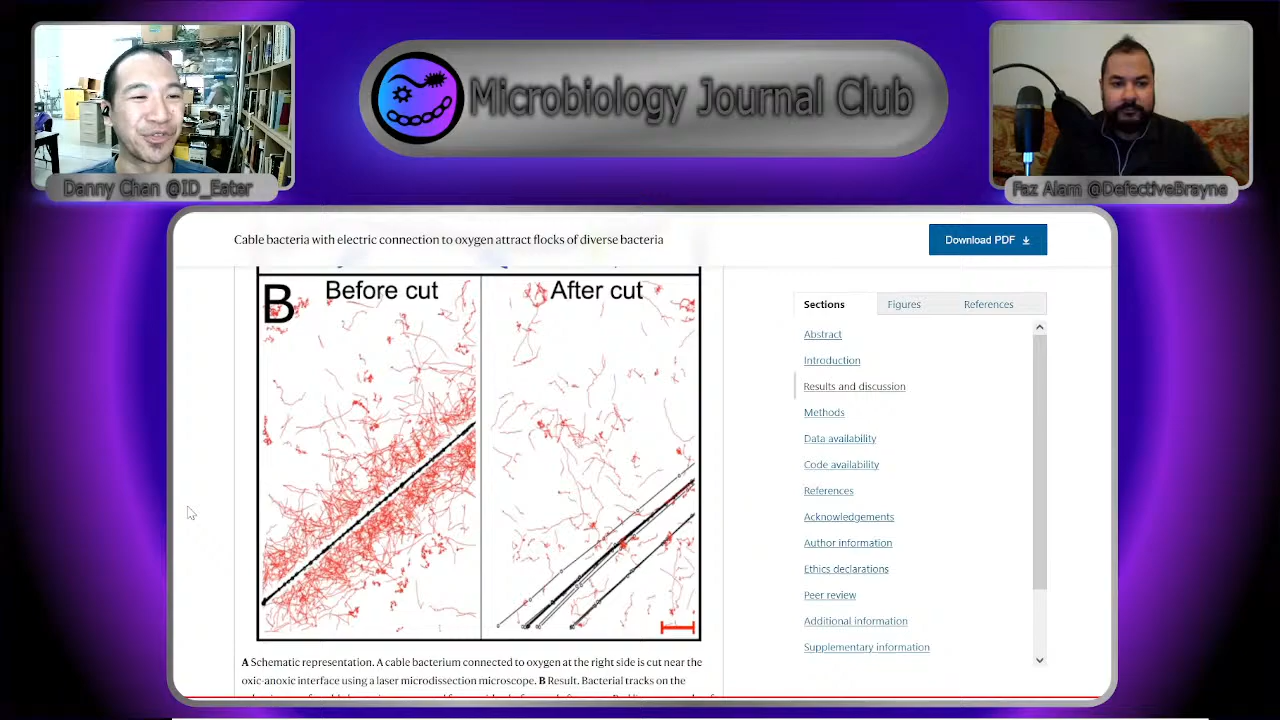 Microbiology Journal Club
Danny Chan @ID_Eater
Faz Alam @DefectiveBrayne
Cable bacteria with electric connection to oxygen attract flocks of diverse bacteria
Download PDF
B
Before cut
After cut
Sections
Figures
References
Abstract
Introduction
Results and discussion
Methods
Data availability
Code availability
References
Acknowledgements
Author information
Ethics declarations
Peer review
Additional information
Supplementary information
A Schematic representation. A cable bacterium connected to oxygen at the right side is cut near the
oxic-anoxic interface using a laser microdissection microscope. B Result. Bacterial tracks on the